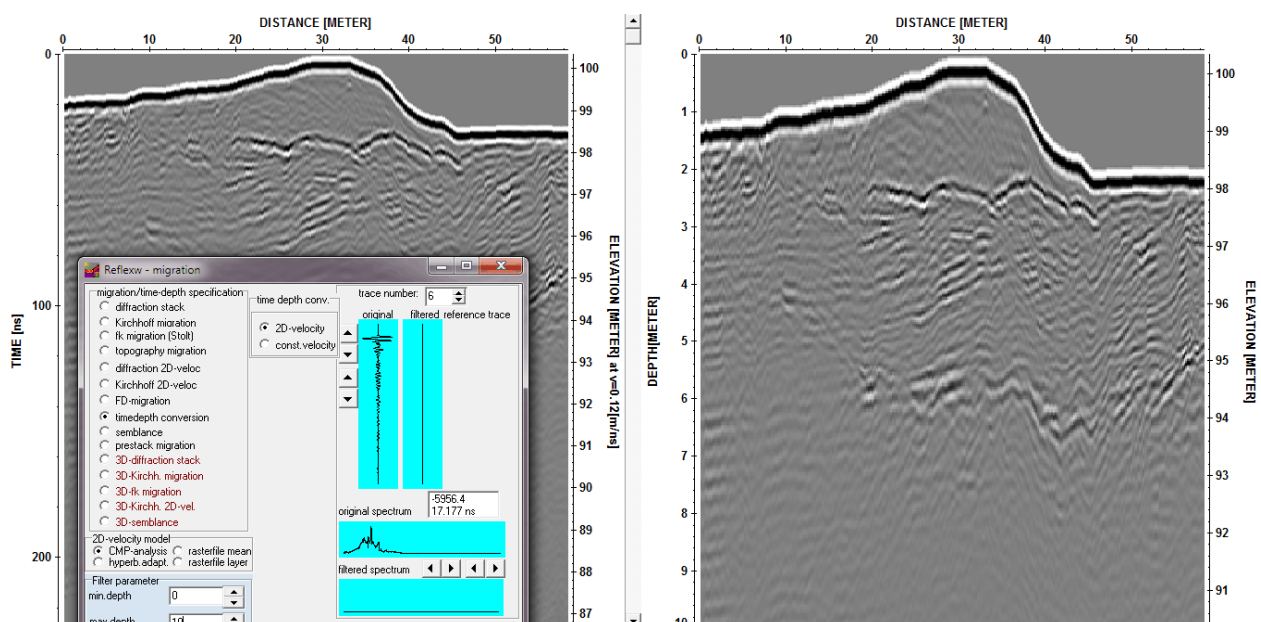 DISTANCE [METER]
0 10 20 30 40 50
0
100
200
TIME [ns]
100
99
98
97
96
95
94
93
92
91
90
89
88
87
ELEVATION [METER] at v=0.12[m/ns]
Reflexw - migration
migration/time-depth specification
diffraction stack
Kirchhoff migration
fk migration (Stolt)
topography migration
diffraction 2D-veloc
Kirchhoff 2D-veloc
FD-migration
timedepth conversion
semblance
prestack migration
3D-diffraction stack
3D-Kirchh. migration
3D-fk migration
3D-Kirchh. 2D-vel.
3D-semblance
2D-velocity model
CMP-analysis rasterfile mean
hyperb.adapt. rasterfile layer
Filter parameter
min.depth 0
max.depth 10
time depth conv.
2D-velocity
const.velocity
trace number: 6
original filtered reference trace
-5956.4
17.177 ns
original spectrum
filtered spectrum
DISTANCE [METER]
0 10 20 30 40 50
0
1
2
3
4
5
6
7
8
9
10
DEPTH[METER]
100
99
98
97
96
95
94
93
92
91
ELEVATION [METER]